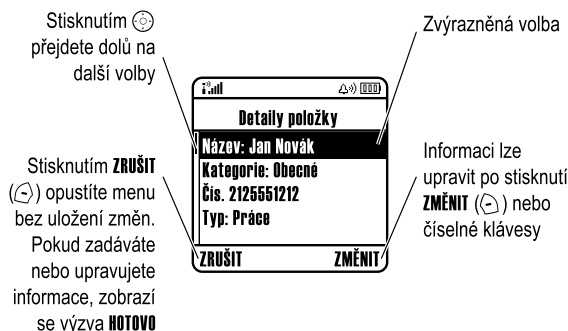 Stisknutím
přejdete dolů na
další volby
Zvýrazněná volba
Detaily položky
Název: Jan Novák
Kategorie: Obecné
Čís. 2125551212
Typ: Práce
ZRUŠIT
ZMĚNIT
Stisknutím ZRUŠIT
() opustíte menu
bez uložení změn.
Pokud zadáváte
nebo upravujete
informace, zobrazí
se výzva HOTOVO
Informaci lze
upravit po stisknutí
ZMĚNIT () nebo
číselné klávesy